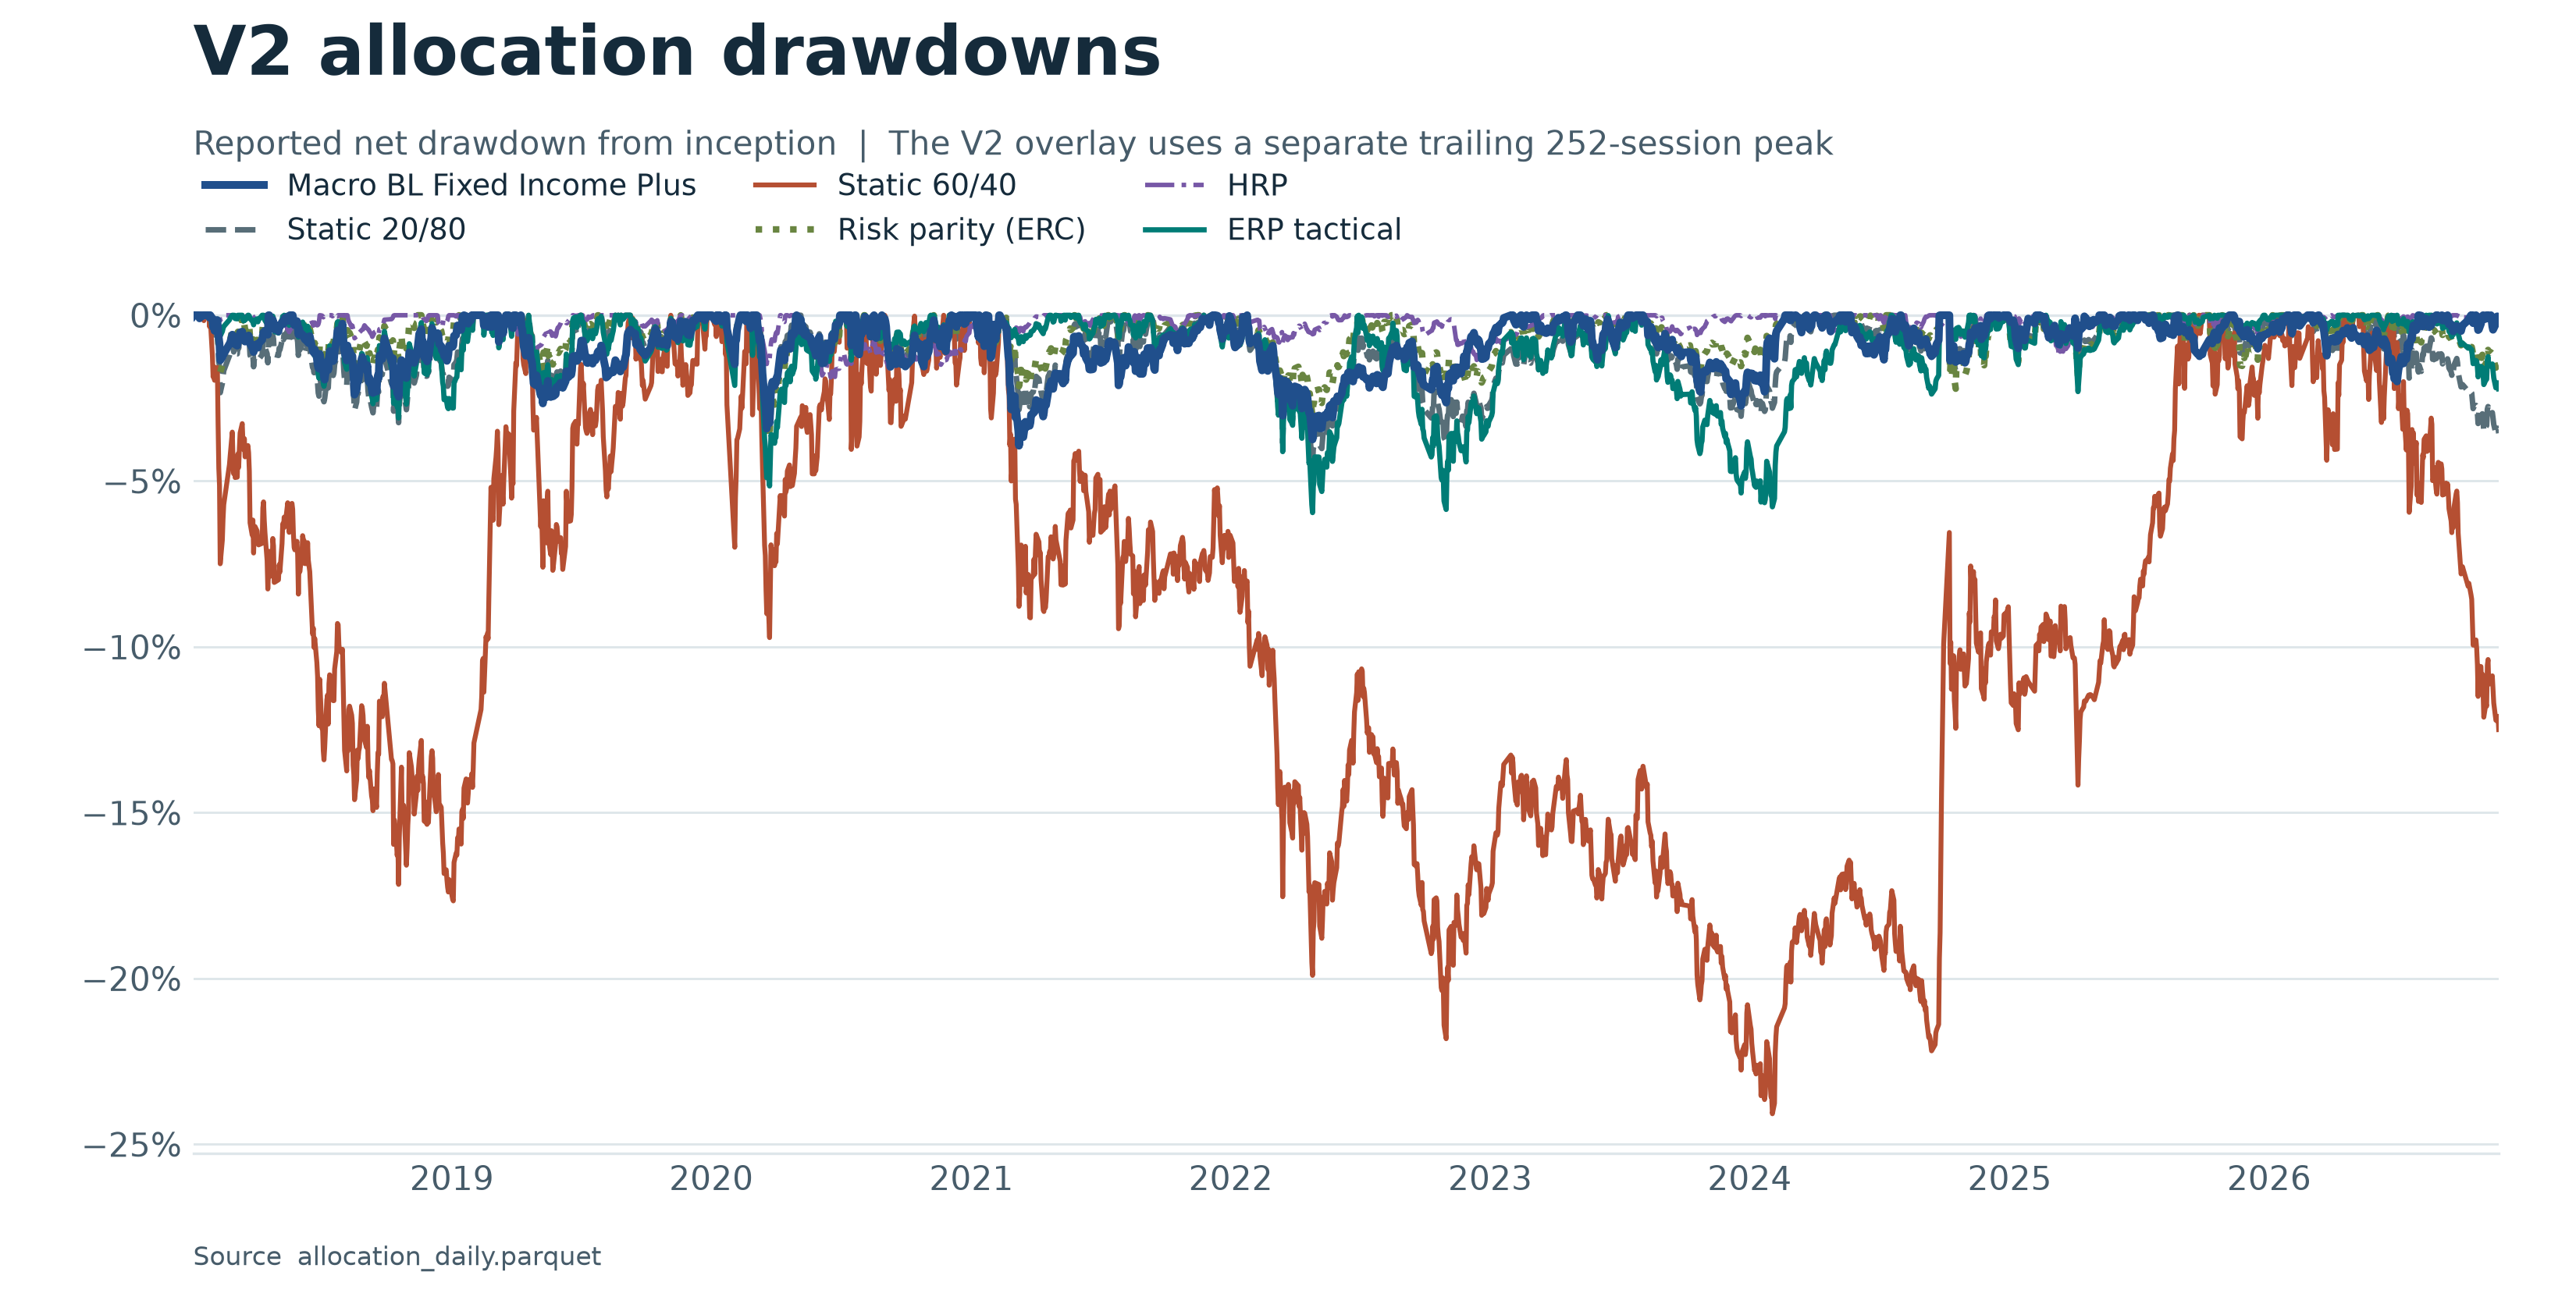 V2 allocation drawdowns
Reported net drawdown from inception | The V2 overlay uses a separate trailing 252-session peak
Macro BL Fixed Income Plus
Static 60/40
HRP
Static 20/80
Risk parity (ERC)
ERP tactical
0%
−5%
−10%
−15%
−20%
−25%
2019 2020 2021 2022 2023 2024 2025 2026
Source allocation_daily.parquet